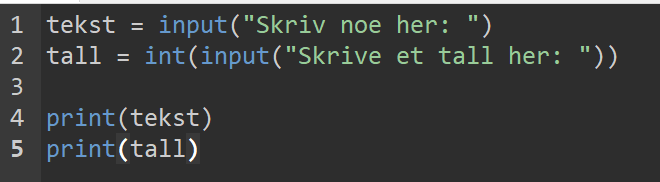 1 tekst = input("Skriv noe her: ")
2 tall = int(input("Skrive et tall her: "))
3
4 print(tekst)
5 print(tall)